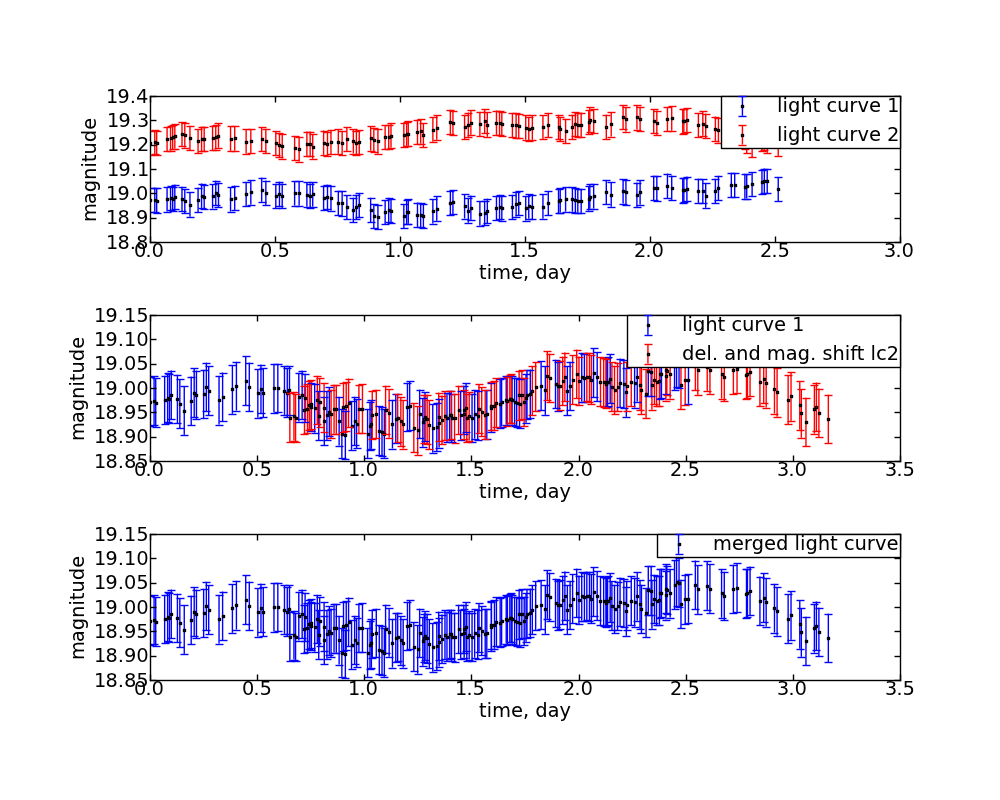 19.4
19.3
19.2
19.1
19.0
18.9
18.8
magnitude
light curve 1
light curve 2
0.0 0.5 1.0 1.5 2.0 2.5 3.0
time, day
19.15
19.10
19.05
19.00
18.95
18.90
18.85
magnitude
light curve 1
del. and mag. shift lc2
0.0 0.5 1.0 1.5 2.0 2.5 3.0 3.5
time, day
19.15
19.10
19.05
19.00
18.95
18.90
18.85
magnitude
merged light curve
0.0 0.5 1.0 1.5 2.0 2.5 3.0 3.5
time, day